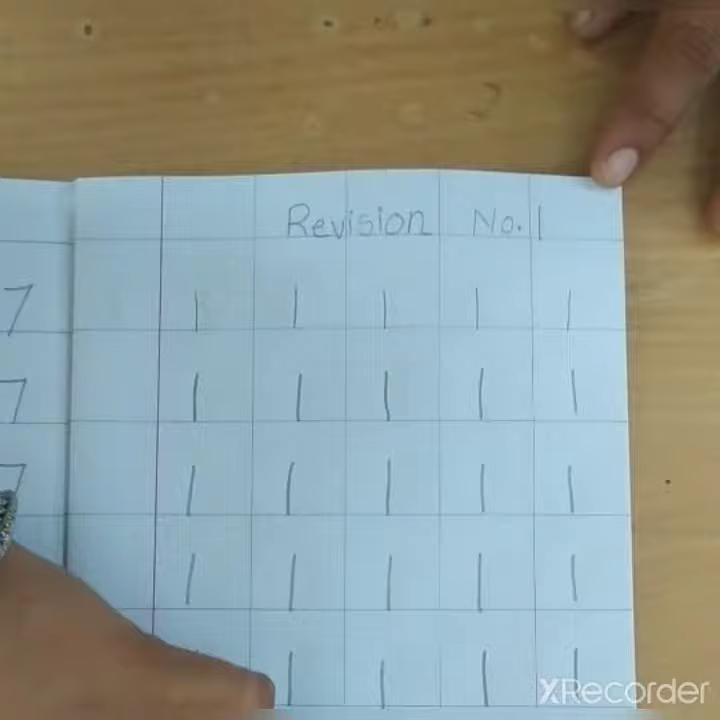 Revision No. 1
7 1 1 1 1 1
7 1 1 1 1 1
7 1 1 1 1 1
1 1 1 1 1
1 1 1 1
XRecorder